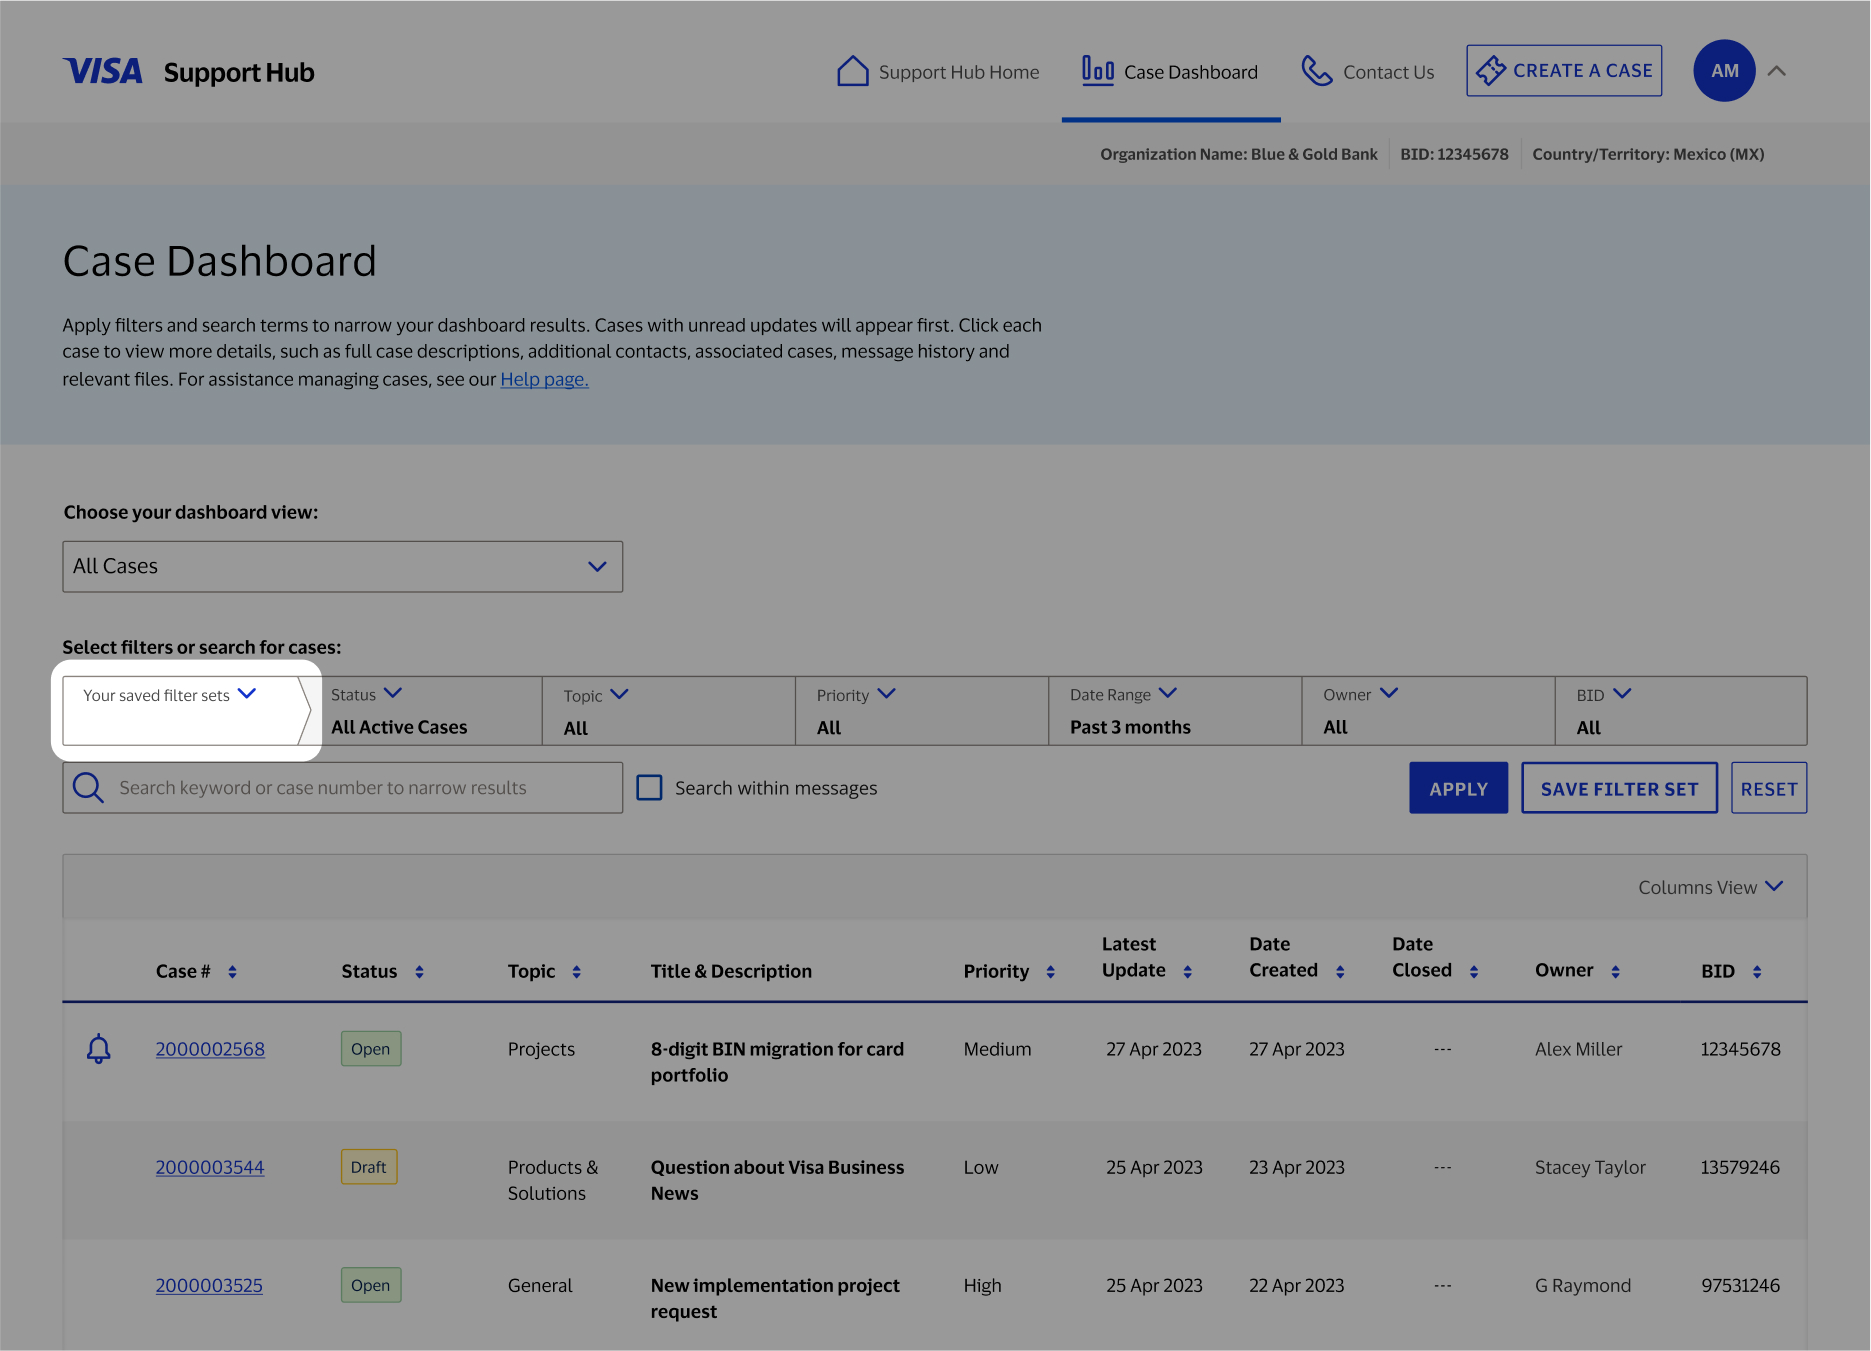 VISA Support Hub
Support Hub Home
Case Dashboard
Contact Us
CREATE A CASE
AM
Organization Name: Blue & Gold Bank
BID: 12345678
Country/Territory: Mexico (MX)
Case Dashboard
Apply filters and search terms to narrow your dashboard results. Cases with unread updates will appear first. Click each
case to view more details, such as full case descriptions, additional contacts, associated cases, message history and
relevant files. For assistance managing cases, see our Help page.
Choose your dashboard view:
All Cases
Select filters or search for cases:
Your saved filter sets
Status
All Active Cases
Topic
All
Priority
All
Date Range
Past 3 months
Owner
All
BID
All
Search keyword or case number to narrow results
Search within messages
APPLY
SAVE FILTER SET
RESET
Columns View
Case #
Status
Topic
Title & Description
Priority
Latest
Update
Date
Created
Date
Closed
Owner
BID
2000002568
Open
Projects
8-digit BIN migration for card
portfolio
Medium
27 Apr 2023
27 Apr 2023
---
Alex Miller
12345678
2000003544
Draft
Products &
Solutions
Question about Visa Business
News
Low
25 Apr 2023
23 Apr 2023
---
Stacey Taylor
13579246
2000003525
Open
General
New implementation project
request
High
25 Apr 2023
22 Apr 2023
---
G Raymond
97531246